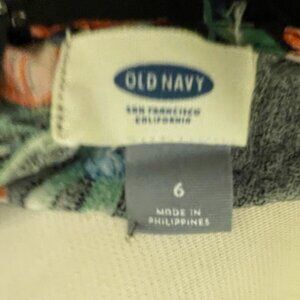 OLD NAVY
SAN FRANCISCO
CALIFORNIA
6
MADE IN
PHILIPPINES